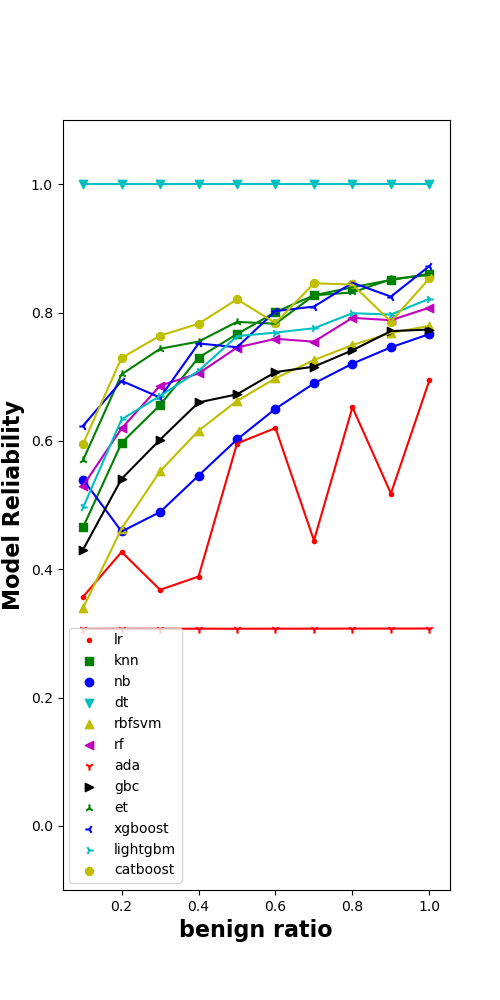 Model Reliability
1.0
0.8
0.6
0.4
0.2
0.0
lr
knn
nb
dt
rbfsvm
rf
ada
gbc
et
xgboost
lightgbm
catboost
0.2 0.4 0.6 0.8 1.0
benign ratio